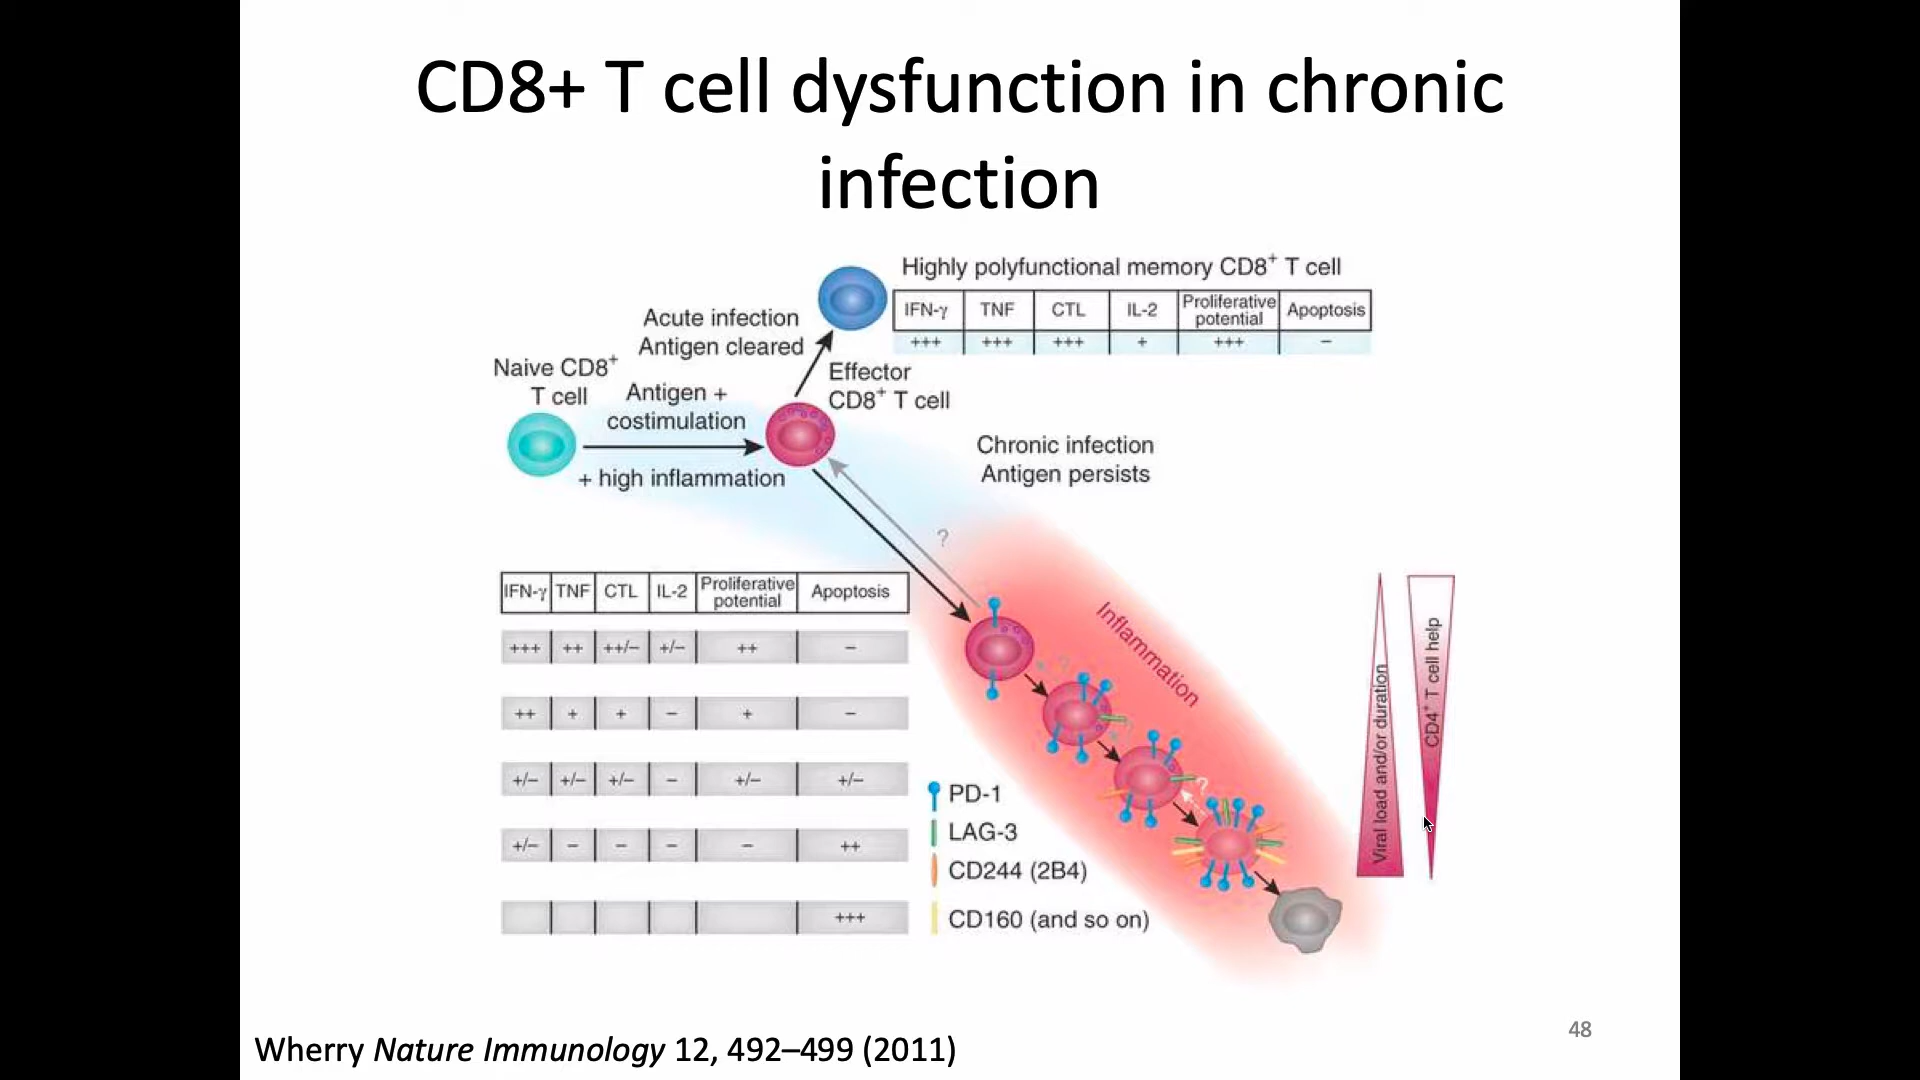 CD8+ T cell dysfunction in chronic
infection
Highly polyfunctional memory CD8⁺ T cell
IFN-γ TNF CTL IL-2 Proliferative potential Apoptosis
+++ +++ +++ + +++ –
Acute infection
Antigen cleared
Naive CD8⁺
T cell
Antigen +
costimulation
+ high inflammation
Effector
CD8⁺ T cell
Chronic infection
Antigen persists
?
IFN-γ TNF CTL IL-2 Proliferative potential Apoptosis
+++ ++ ++/– +/– ++ –
++ + + – + –
+/– +/– +/– – +/– +/–
+/– – – – – ++
+++
Inflammation
?
?
?
PD-1
LAG-3
CD244 (2B4)
CD160 (and so on)
Viral load and/or duration
CD4⁺ T cell help
48
Wherry Nature Immunology 12, 492–499 (2011)